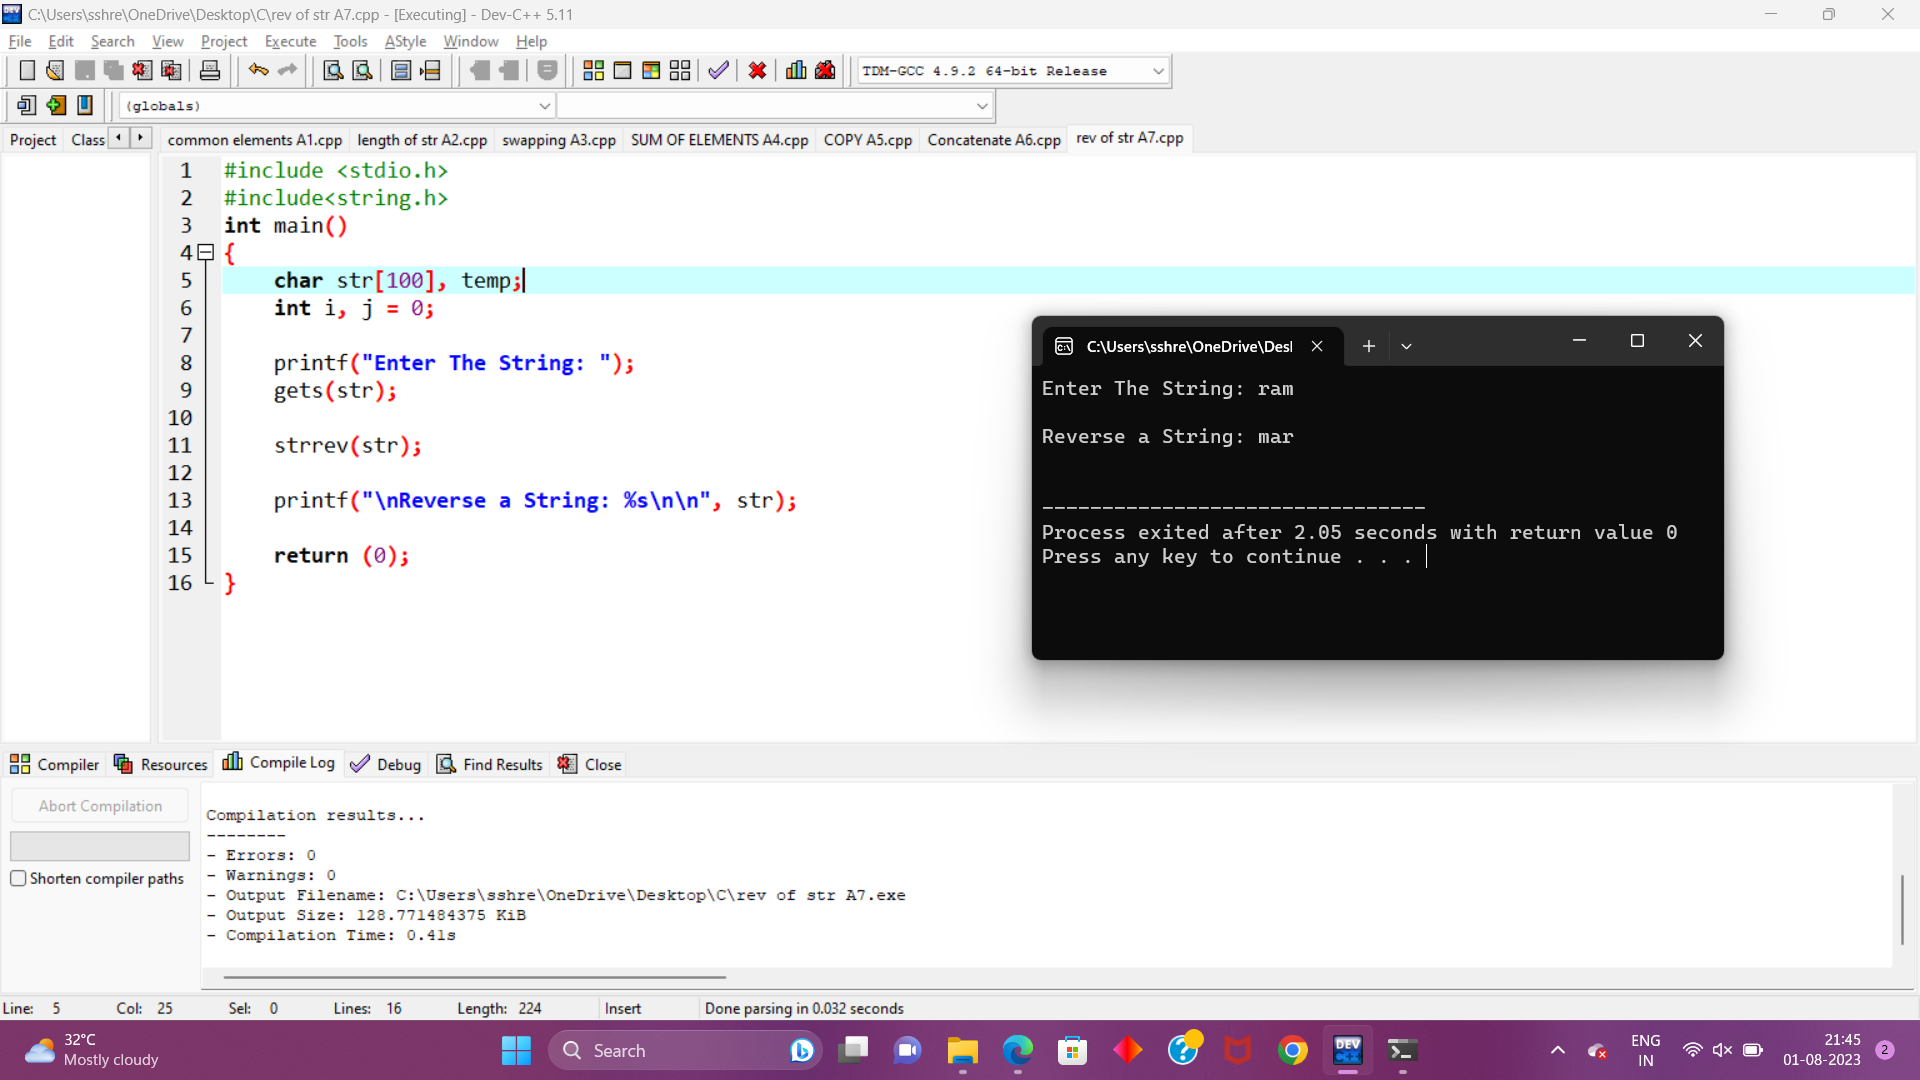 C:\Users\sshre\OneDrive\Desktop\C\rev of str A7.cpp - [Executing] - Dev-C++ 5.11
File Edit Search View Project Execute Tools AStyle Window Help
TDM-GCC 4.9.2 64-bit Release
(globals)
Project Class common elements A1.cpp length of str A2.cpp swapping A3.cpp SUM OF ELEMENTS A4.cpp COPY A5.cpp Concatenate A6.cpp rev of str A7.cpp
1 #include <stdio.h>
2 #include<string.h>
3 int main()
4 {
5 char str[100], temp;
6 int i, j = 0;
7
8 printf("Enter The String: ");
9 gets(str);
10
11 strrev(str);
12
13 printf("\nReverse a String: %s\n\n", str);
14
15 return (0);
16 }
C:\Users\sshre\OneDrive\Desl
Enter The String: ram
Reverse a String: mar
--------------------------------
Process exited after 2.05 seconds with return value 0
Press any key to continue . . .
Compiler Resources Compile Log Debug Find Results Close
Abort Compilation
Shorten compiler paths
Compilation results...
--------
- Errors: 0
- Warnings: 0
- Output Filename: C:\Users\sshre\OneDrive\Desktop\C\rev of str A7.exe
- Output Size: 128.771484375 KiB
- Compilation Time: 0.41s
Line: 5 Col: 25 Sel: 0 Lines: 16 Length: 224 Insert Done parsing in 0.032 seconds
32°C
Mostly cloudy
Search
DEV
C++
ENG
IN
21:45
01-08-2023
2